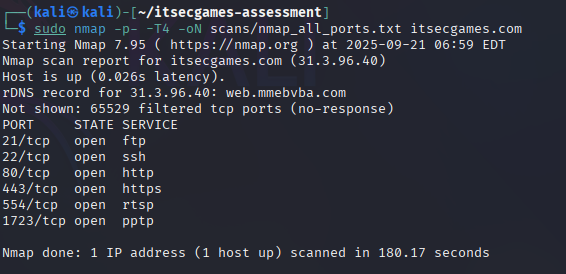 ┌──(kali㉿kali)-[~/itsecgames-assessment]
└─$ sudo nmap -p- -T4 -oN scans/nmap_all_ports.txt itsecgames.com
Starting Nmap 7.95 ( https://nmap.org ) at 2025-09-21 06:59 EDT
Nmap scan report for itsecgames.com (31.3.96.40)
Host is up (0.026s latency).
rDNS record for 31.3.96.40: web.mmebvba.com
Not shown: 65529 filtered tcp ports (no-response)
PORT     STATE SERVICE
21/tcp   open  ftp
22/tcp   open  ssh
80/tcp   open  http
443/tcp  open  https
554/tcp  open  rtsp
1723/tcp open  pptp
Nmap done: 1 IP address (1 host up) scanned in 180.17 seconds